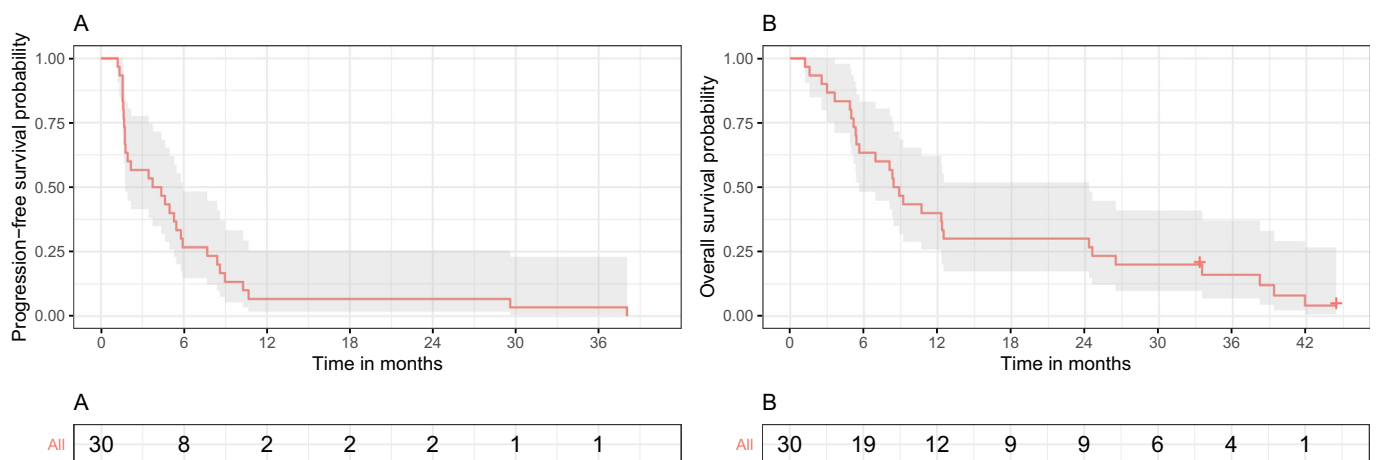 A
Progression−free survival probability
1.00
0.75
0.50
0.25
0.00
0 6 12 18 24 30 36
Time in months
B
Overall survival probability
1.00
0.75
0.50
0.25
0.00
0 6 12 18 24 30 36 42
Time in months
A
All 30 8 2 2 2 1 1
B
All 30 19 12 9 9 6 4 1